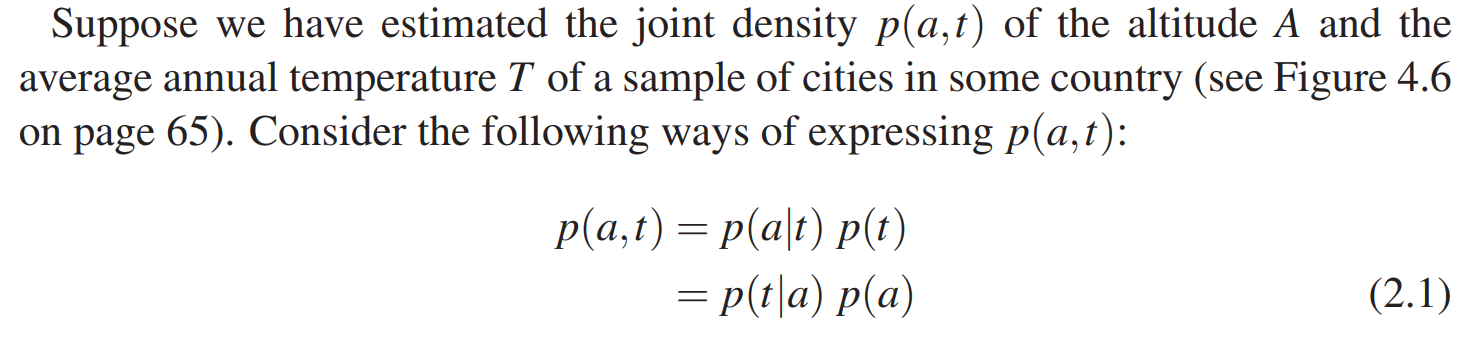 Suppose we have estimated the joint density p(a,t) of the altitude A and the
average annual temperature T of a sample of cities in some country (see Figure 4.6
on page 65). Consider the following ways of expressing p(a,t):
p(a,t) = p(a|t) p(t)
= p(t|a) p(a) (2.1)